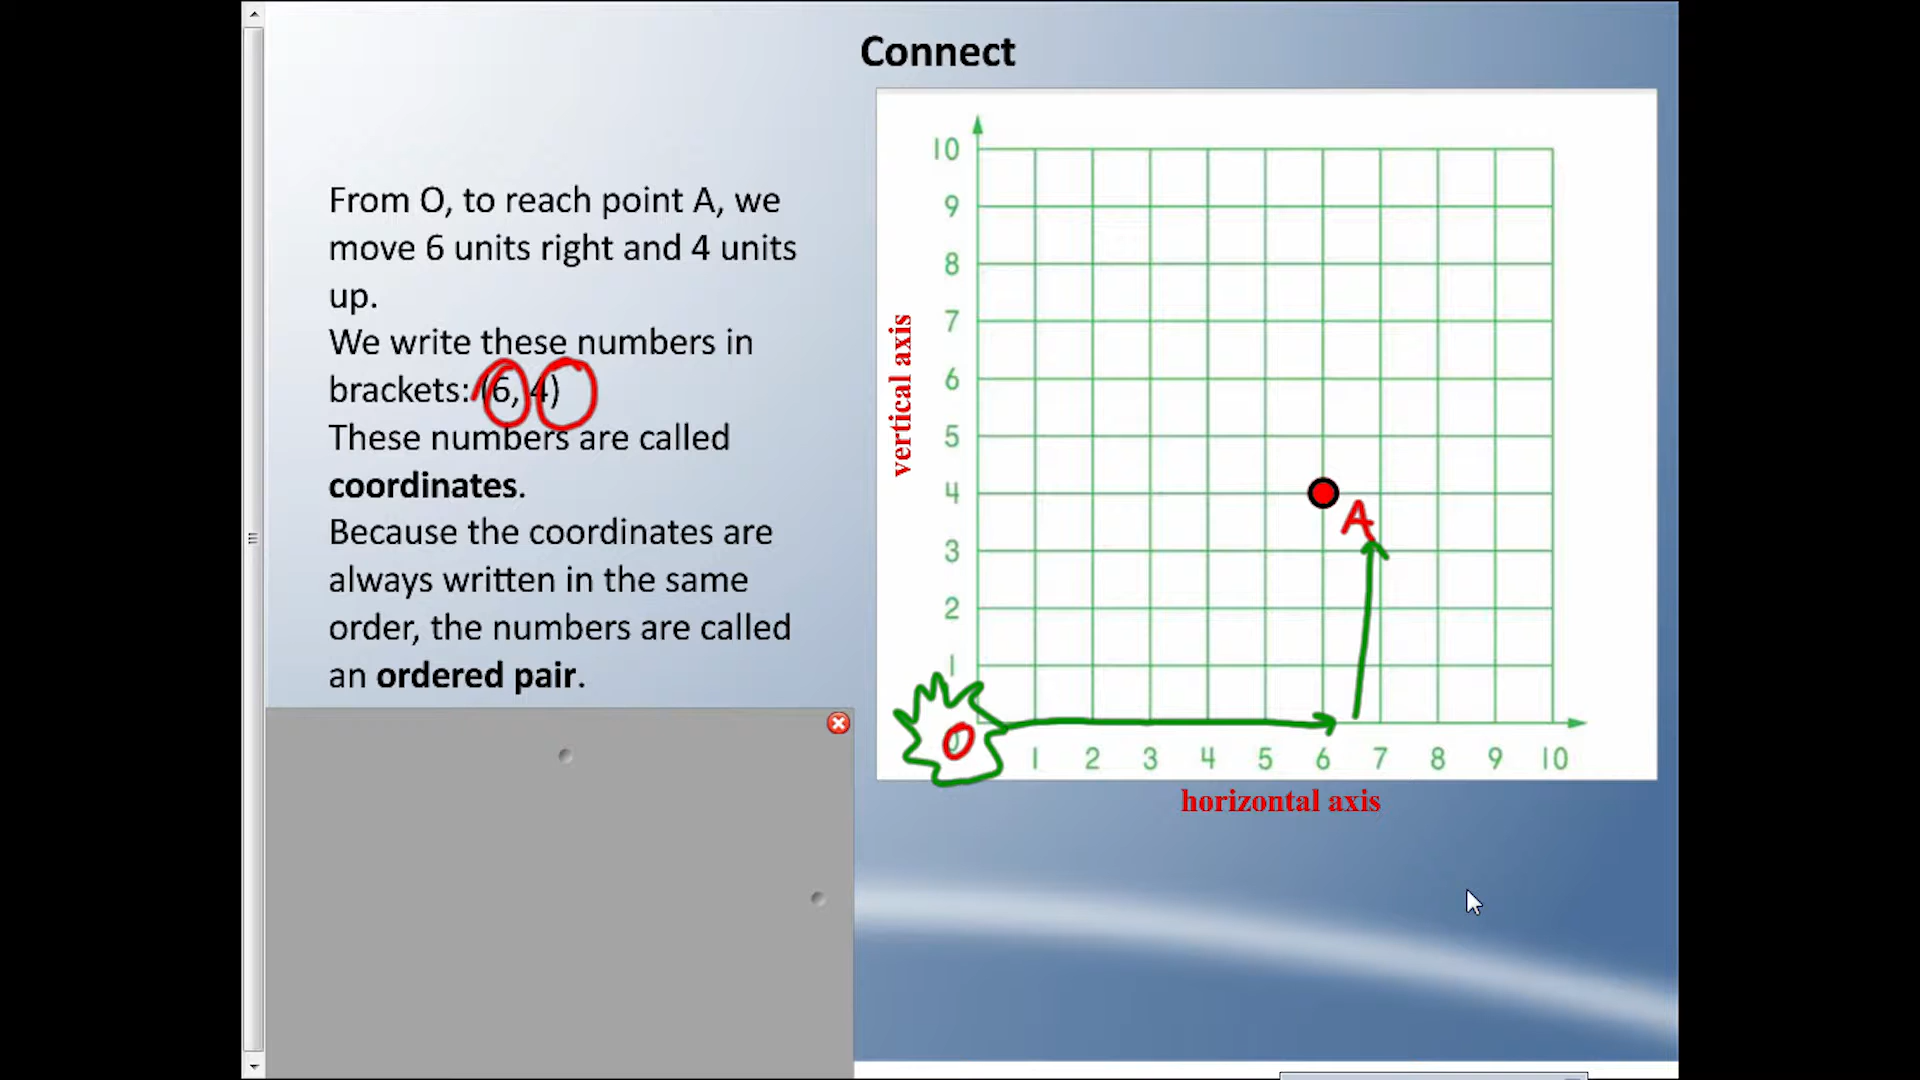 Connect
From O, to reach point A, we
move 6 units right and 4 units
up.
We write these numbers in
brackets: (6, 4)
These numbers are called
coordinates.
Because the coordinates are
always written in the same
order, the numbers are called
an ordered pair.
vertical axis
10
9
8
7
6
5
4
A
3
2
1
0
1 2 3 4 5 6 7 8 9 10
horizontal axis